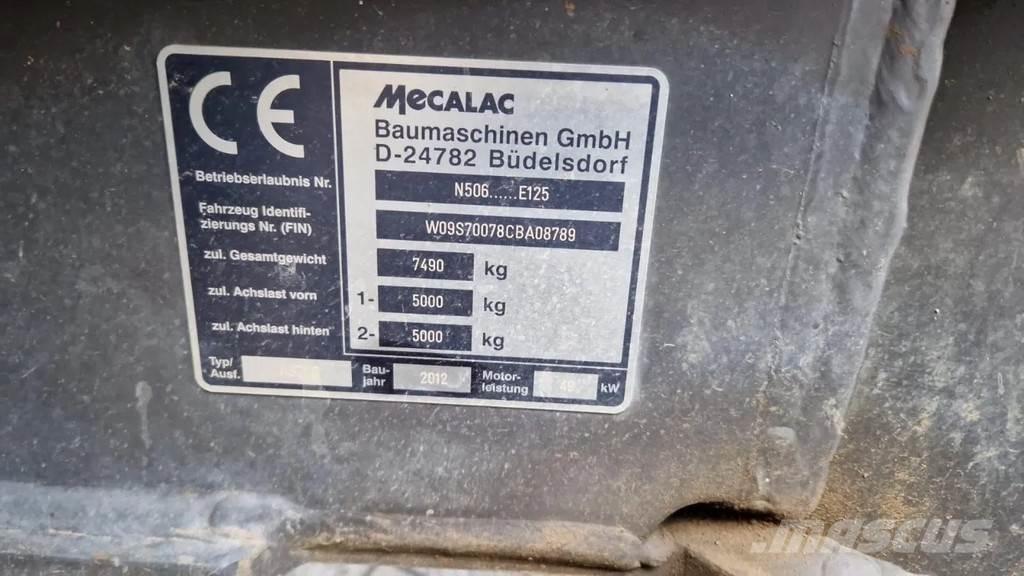 CE
MECALAC
Baumaschinen GmbH
D-24782 Büdelsdorf
Betriebserlaubnis Nr. N506......E125
Fahrzeug Identifi-
zierungs Nr. (FIN) W09S70078CBA08789
zul. Gesamtgewicht 7490 kg
zul. Achslast vorn 1- 5000 kg
zul. Achslast hinten 2- 5000 kg
Typ/
Ausf.
Bau-
jahr 2012
Motor-
leistung kW
mascus